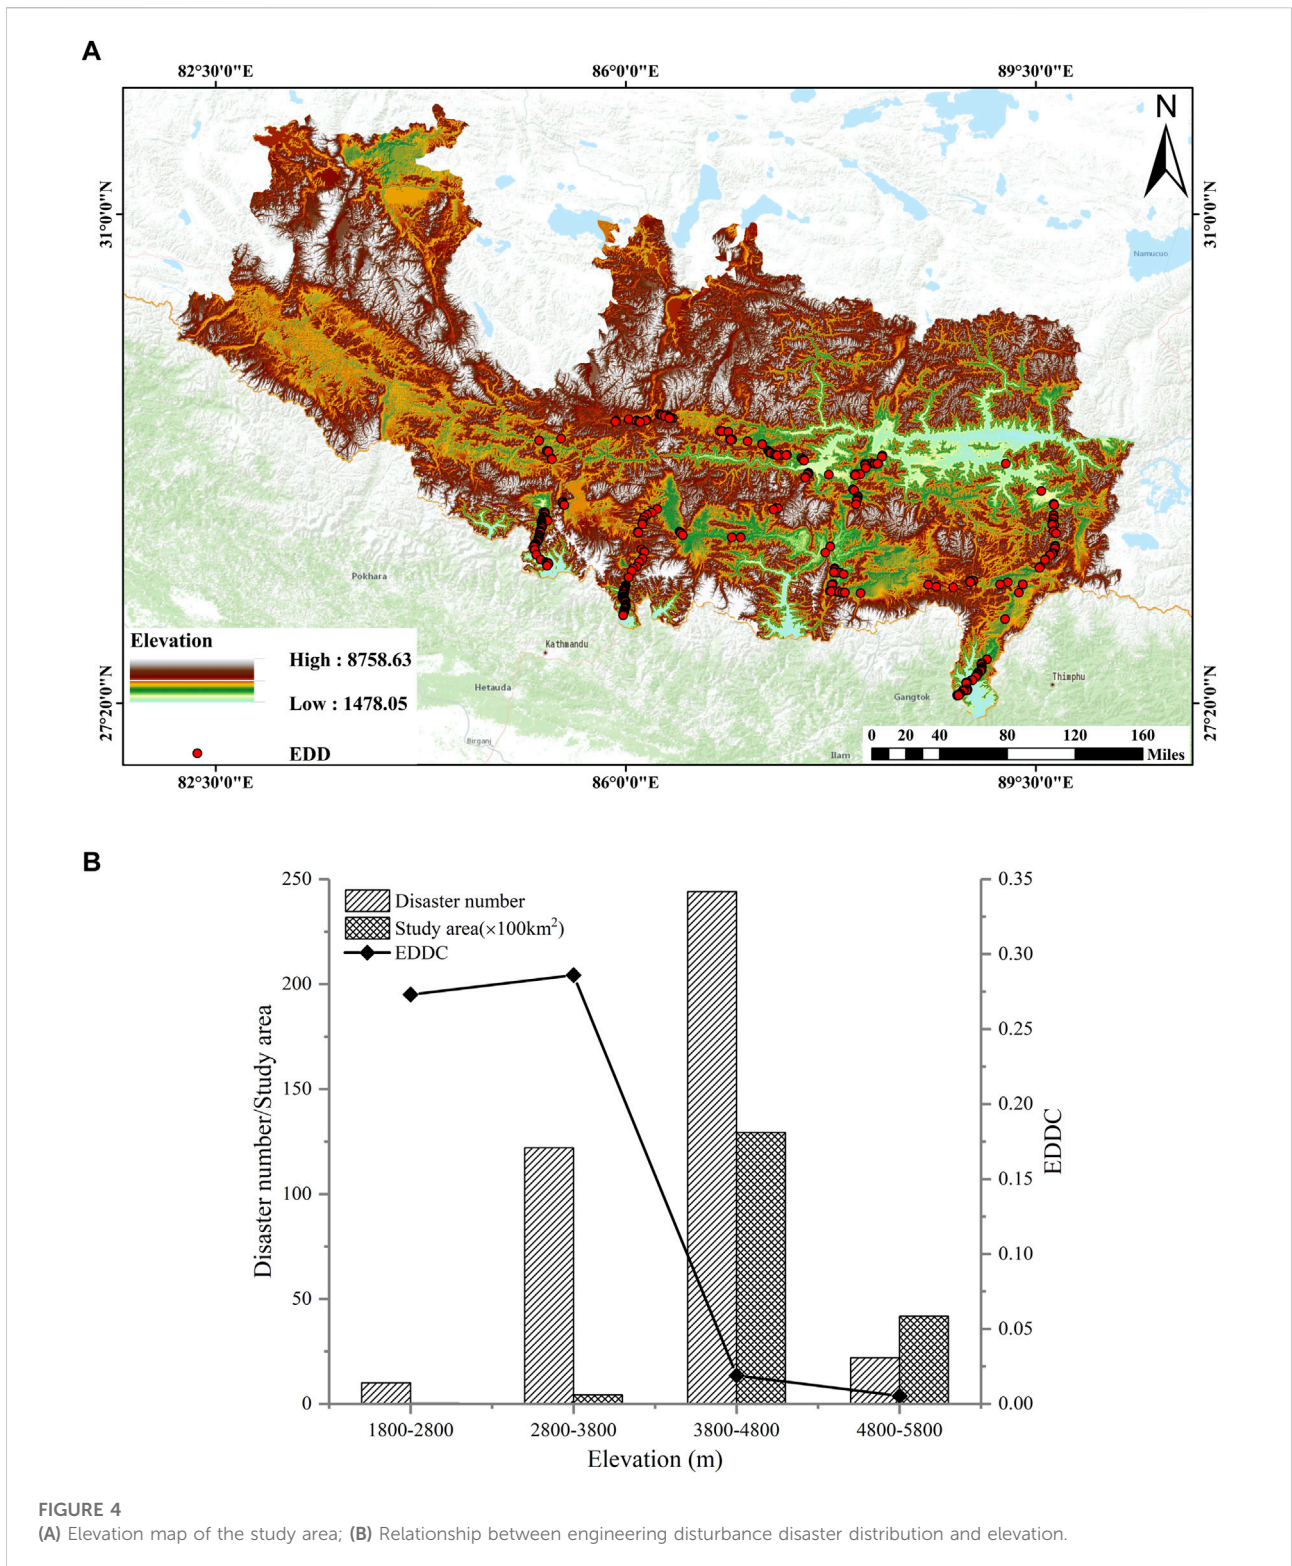 A
82°30'0"E 86°0'0"E 89°30'0"E
N
31°0'0"N 31°0'0"N
Namucuo
Pokhara
Kathmandu
Hetauda
Birganj
Gangtok
Thimphu
Ilam
27°20'0"N 27°20'0"N
Elevation
High : 8758.63
Low : 1478.05
EDD
0 20 40 80 120 160
Miles
82°30'0"E 86°0'0"E 89°30'0"E
B
Disaster number
Study area(×100km²)
EDDC
250
200
150
100
50
0
Disaster number/Study area
0.35
0.30
0.25
0.20
0.15
0.10
0.05
0.00
EDDC
1800-2800 2800-3800 3800-4800 4800-5800
Elevation (m)
FIGURE 4
(A) Elevation map of the study area; (B) Relationship between engineering disturbance disaster distribution and elevation.